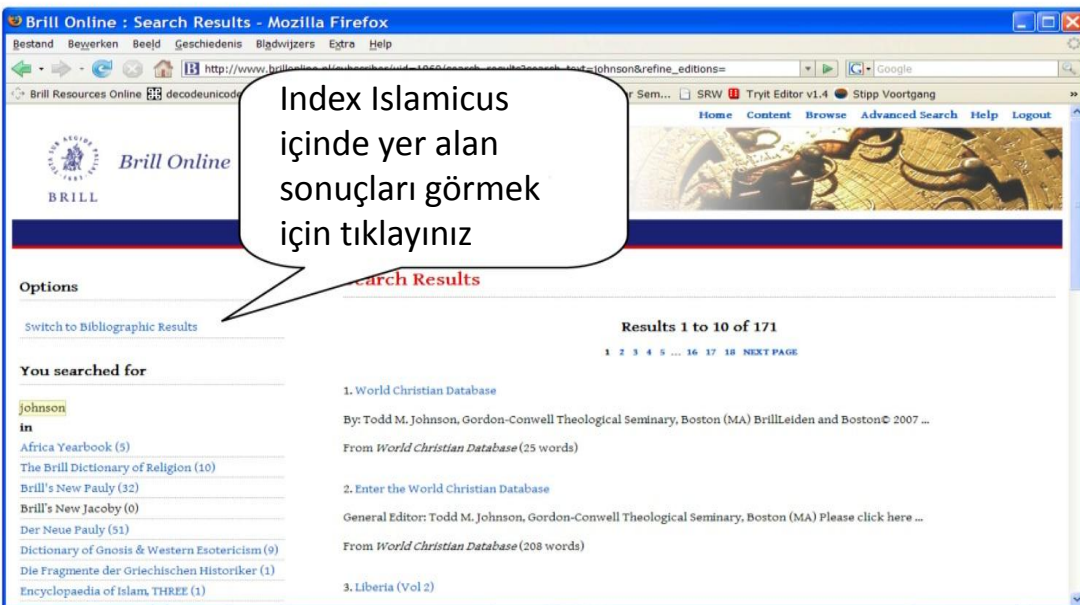 Brill Online : Search Results - Mozilla Firefox
Bestand Bewerken Beeld Geschiedenis Bladwijzers Extra Help
Google
Brill Resources Online SRW Tryit Editor v1.4 Stipp Voortgang »
Index Islamicus
içinde yer alan
sonuçları görmek
için tıklayınız
Home Content Browse Advanced Search Help Logout
Brill Online
BRILL
Options
Search Results
Switch to Bibliographic Results
Results 1 to 10 of 171
1 2 3 4 5 ... 16 17 18 NEXT PAGE
You searched for
johnson
in
Africa Yearbook (5)
The Brill Dictionary of Religion (10)
Brill's New Pauly (32)
Brill's New Jacoby (0)
Der Neue Pauly (51)
Dictionary of Gnosis & Western Esotericism (9)
Die Fragmente der Griechischen Historiker (1)
Encyclopaedia of Islam, THREE (1)
1. World Christian Database
By: Todd M. Johnson, Gordon-Conwell Theological Seminary, Boston (MA) BrillLeiden and Boston© 2007 ...
From World Christian Database (25 words)
2. Enter the World Christian Database
General Editor: Todd M. Johnson, Gordon-Conwell Theological Seminary, Boston (MA) Please click here ...
From World Christian Database (208 words)
3. Liberia (Vol 2)